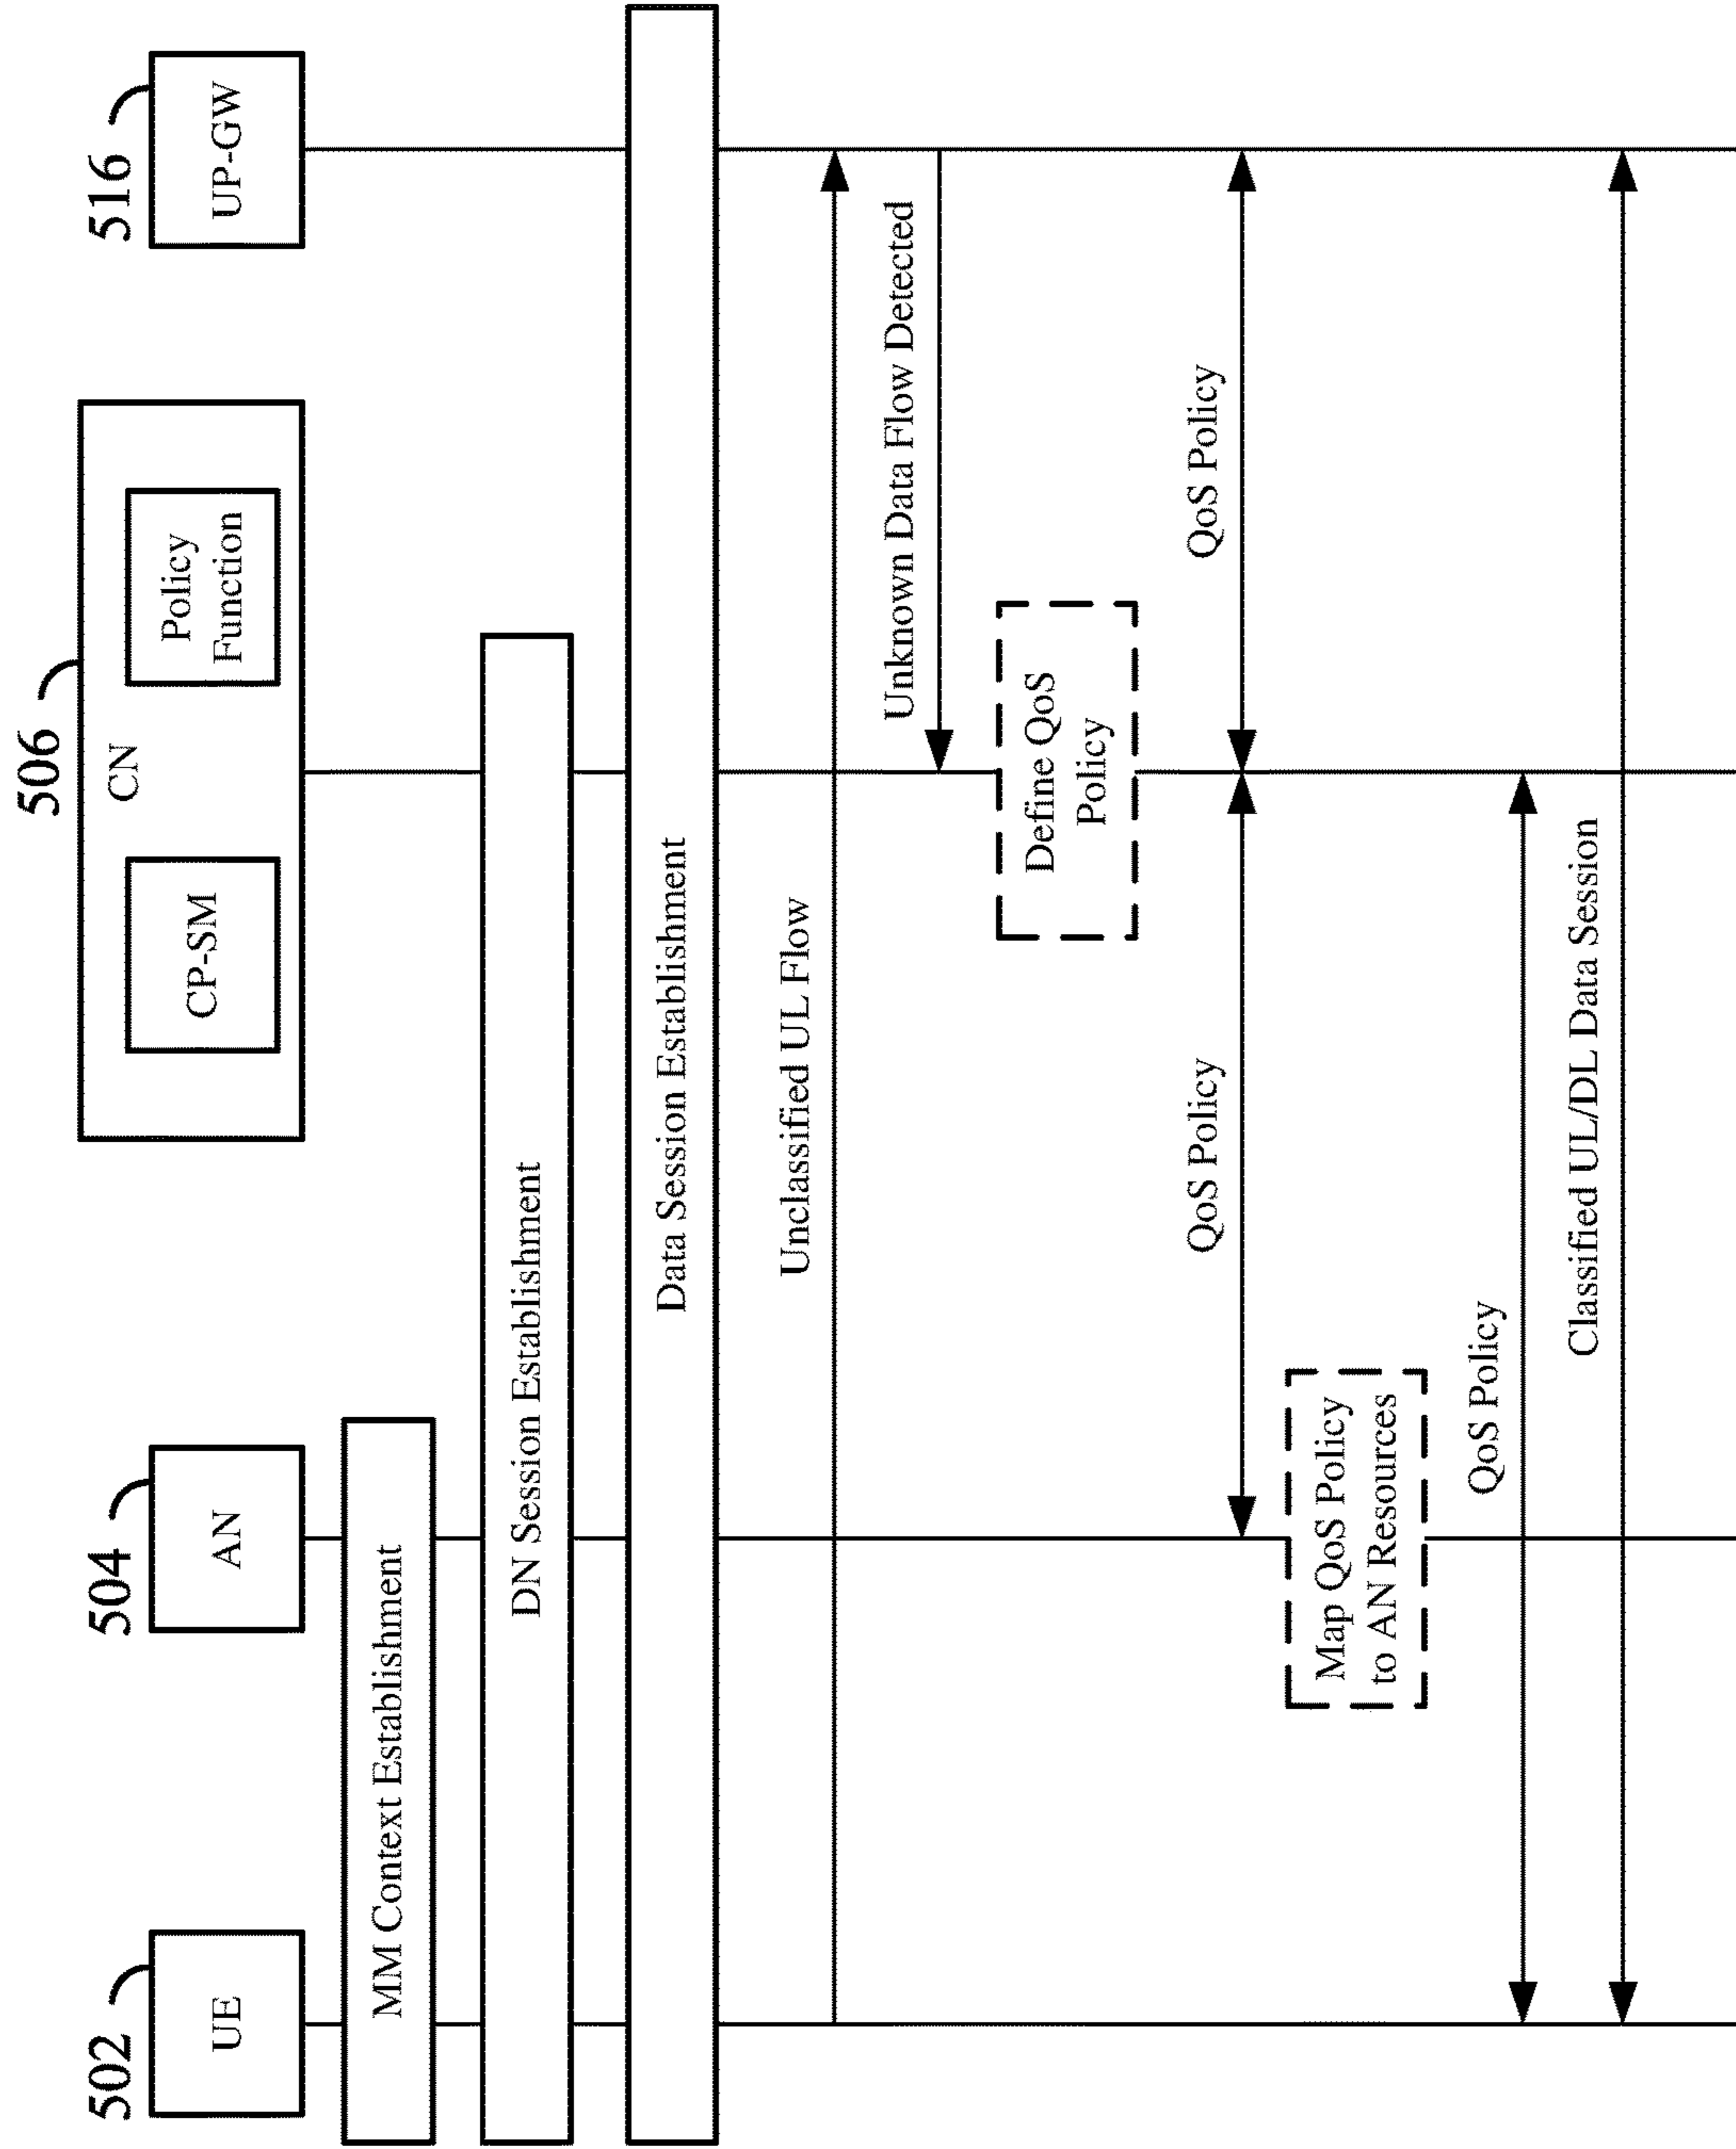 502
504
506
516
UE
AN
CN
CP-SM
Policy
Function
UP-GW
MM Context Establishment
DN Session Establishment
Data Session Establishment
Unclassified UL Flow
Unknown Data Flow Detected
Define QoS
Policy
QoS Policy
QoS Policy
Map QoS Policy
to AN Resources
QoS Policy
Classified UL/DL Data Session